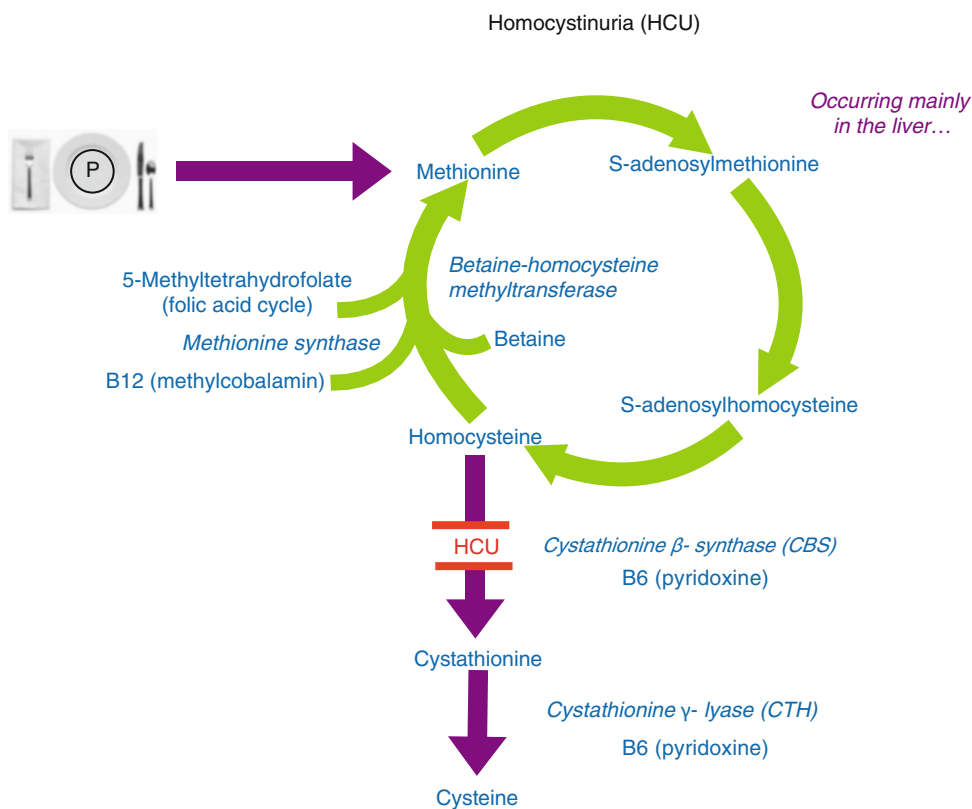 Homocystinuria (HCU)
Occurring mainly
in the liver…
P
Methionine
S-adenosylmethionine
5-Methyltetrahydrofolate
(folic acid cycle)
Betaine-homocysteine
methyltransferase
Methionine synthase
Betaine
B12 (methylcobalamin)
S-adenosylhomocysteine
Homocysteine
HCU
Cystathionine β- synthase (CBS)
B6 (pyridoxine)
Cystathionine
Cystathionine γ- lyase (CTH)
B6 (pyridoxine)
Cysteine